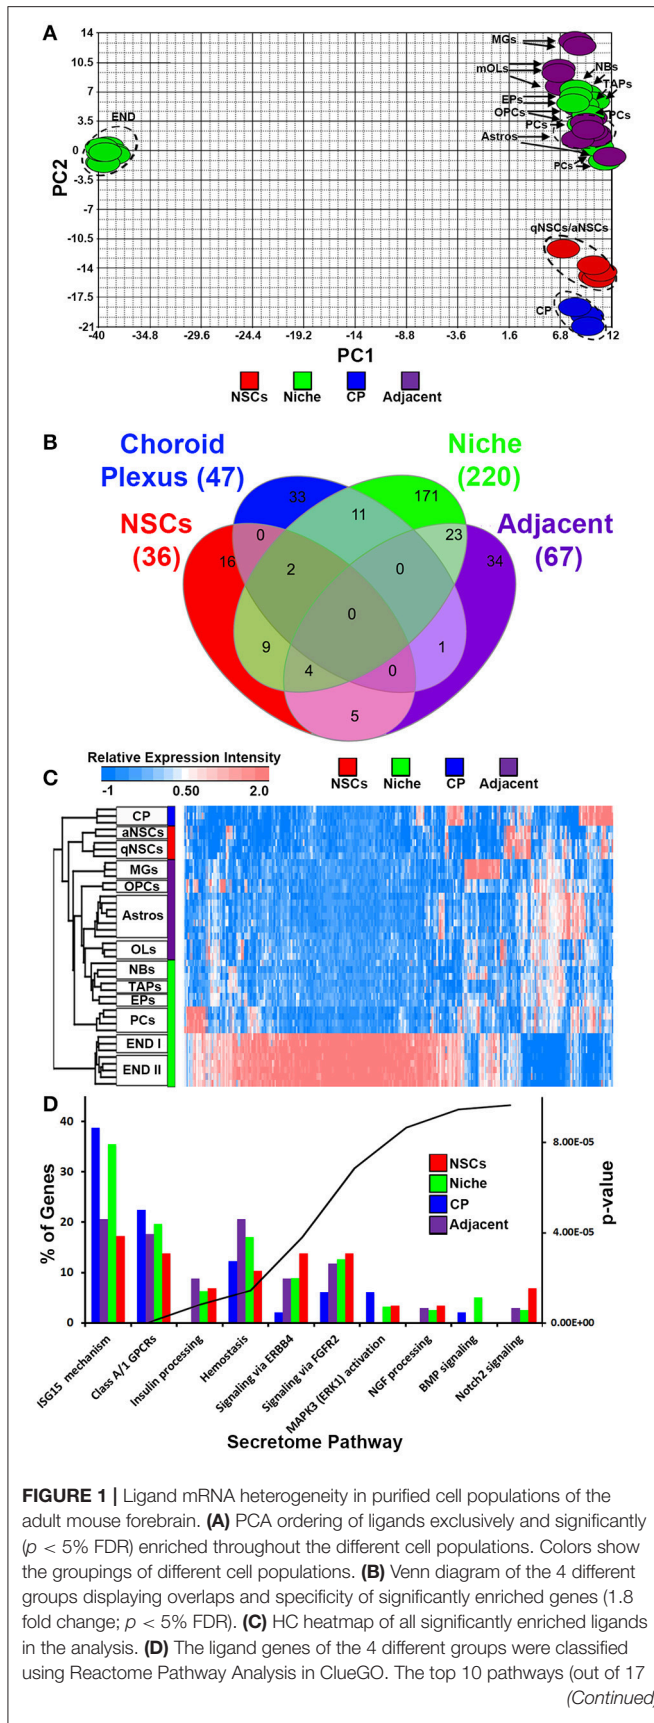 A
14
10.5
7
3.5
0
-3.5
-7
-10.5
-14
-17.5
-21
PC2
-40 -34.8 -29.6 -24.4 -19.2 -14 -8.8 -3.6 1.6 6.8 12
PC1
END
MGs
mOLs
NBs
TAPs
EPs
OPCs
PCs
PCs
Astros
PCs
qNSCs/aNSCs
CP
NSCs Niche CP Adjacent
B
Choroid
Plexus (47)
Niche
(220)
NSCs
(36)
Adjacent
(67)
33
171
11
0
23
16
2
0
34
0
9
1
4
0
5
Relative Expression Intensity
-1 0.50 2.0
NSCs Niche CP Adjacent
C
CP
aNSCs
qNSCs
MGs
OPCs
Astros
OLs
NBs
TAPs
EPs
PCs
END I
END II
D
40
30
20
10
0
% of Genes
8.00E-05
4.00E-05
0.00E+00
p-value
NSCs
Niche
CP
Adjacent
ISG15 mechanism
Class A/1 GPCRs
Insulin processing
Hemostasis
Signaling via ERBB4
Signaling via FGFR2
MAPK3 (ERK1) activation
NGF processing
BMP signaling
Notch2 signaling
Secretome Pathway
FIGURE 1 | Ligand mRNA heterogeneity in purified cell populations of the
adult mouse forebrain. (A) PCA ordering of ligands exclusively and significantly
(p < 5% FDR) enriched throughout the different cell populations. Colors show
the groupings of different cell populations. (B) Venn diagram of the 4 different
groups displaying overlaps and specificity of significantly enriched genes (1.8
fold change; p < 5% FDR). (C) HC heatmap of all significantly enriched ligands
in the analysis. (D) The ligand genes of the 4 different groups were classified
using Reactome Pathway Analysis in ClueGO. The top 10 pathways (out of 17
(Continued)